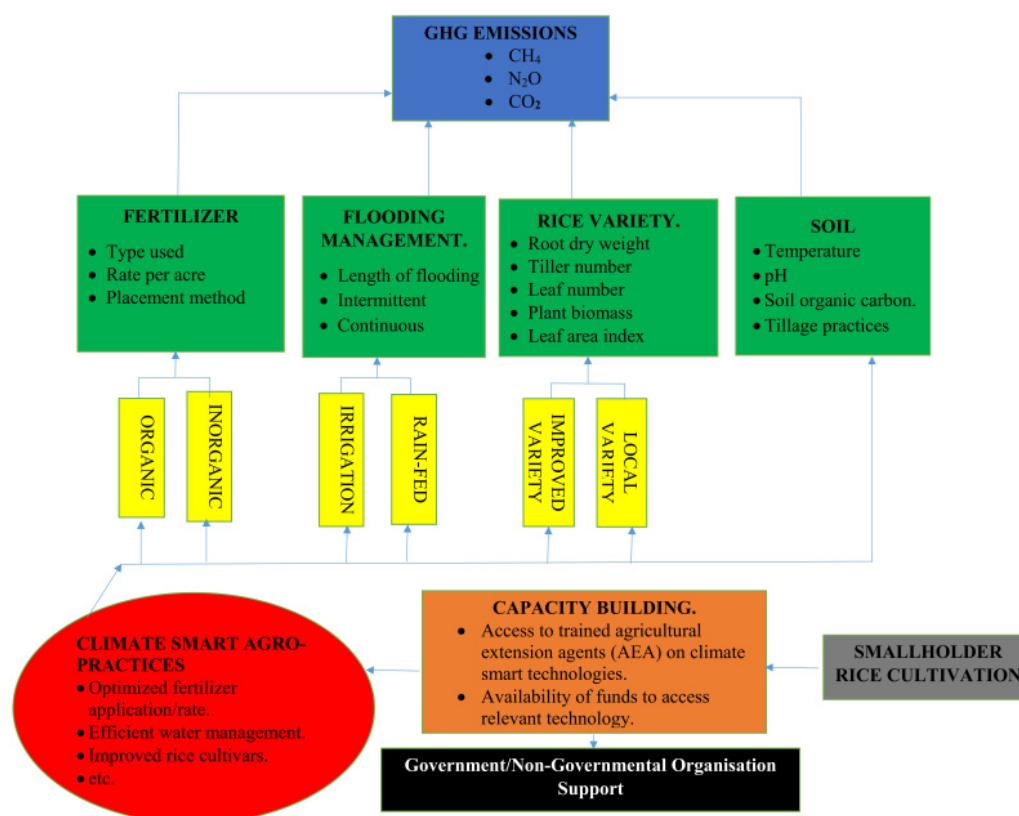 GHG EMISSIONS
• CH₄
• N₂O
• CO₂
FERTILIZER
• Type used
• Rate per acre
• Placement method
FLOODING
MANAGEMENT.
• Length of flooding
• Intermittent
• Continuous
RICE VARIETY.
• Root dry weight
• Tiller number
• Leaf number
• Plant biomass
• Leaf area index
SOIL
• Temperature
• pH
• Soil organic carbon.
• Tillage practices
ORGANIC
INORGANIC
IRRIGATION
RAIN-FED
IMPROVED
VARIETY
LOCAL
VARIETY
CLIMATE SMART AGRO-
PRACTICES
• Optimized fertilizer
application/rate.
• Efficient water management.
• Improved rice cultivars.
• etc.
CAPACITY BUILDING.
• Access to trained agricultural
extension agents (AEA) on climate
smart technologies.
• Availability of funds to access
relevant technology.
SMALLHOLDER
RICE CULTIVATION
Government/Non-Governmental Organisation
Support